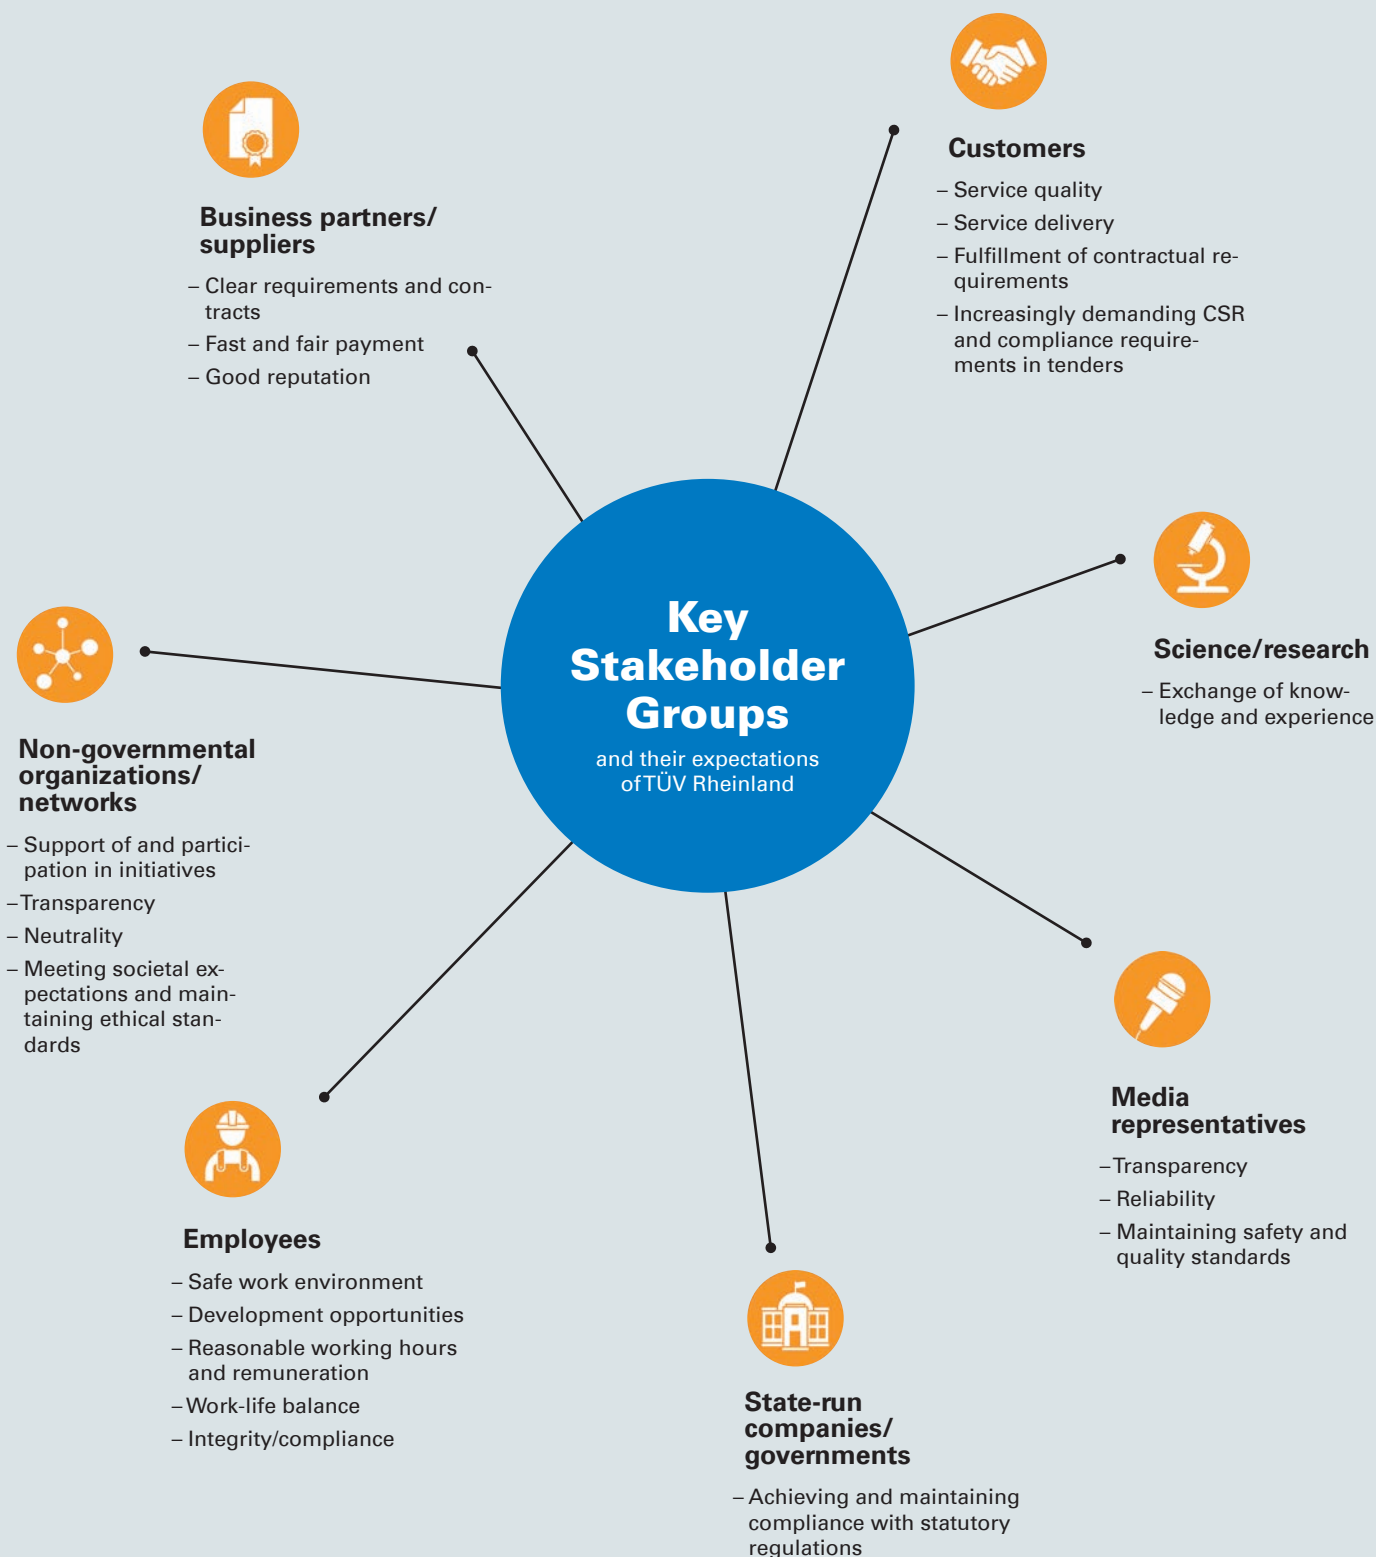 Key
Stakeholder
Groups
and their expectations
of TÜV Rheinland
Customers
– Service quality
– Service delivery
– Fulfillment of contractual re-
quirements
– Increasingly demanding CSR
and compliance require-
ments in tenders
Science/research
– Exchange of know-
ledge and experience
Media
representatives
– Transparency
– Reliability
– Maintaining safety and
quality standards
State-run
companies/
governments
– Achieving and maintaining
compliance with statutory
regulations
Employees
– Safe work environment
– Development opportunities
– Reasonable working hours
and remuneration
– Work-life balance
– Integrity/compliance
Non-governmental
organizations/
networks
– Support of and partici-
pation in initiatives
– Transparency
– Neutrality
– Meeting societal ex-
pectations and main-
taining ethical stan-
dards
Business partners/
suppliers
– Clear requirements and con-
tracts
– Fast and fair payment
– Good reputation